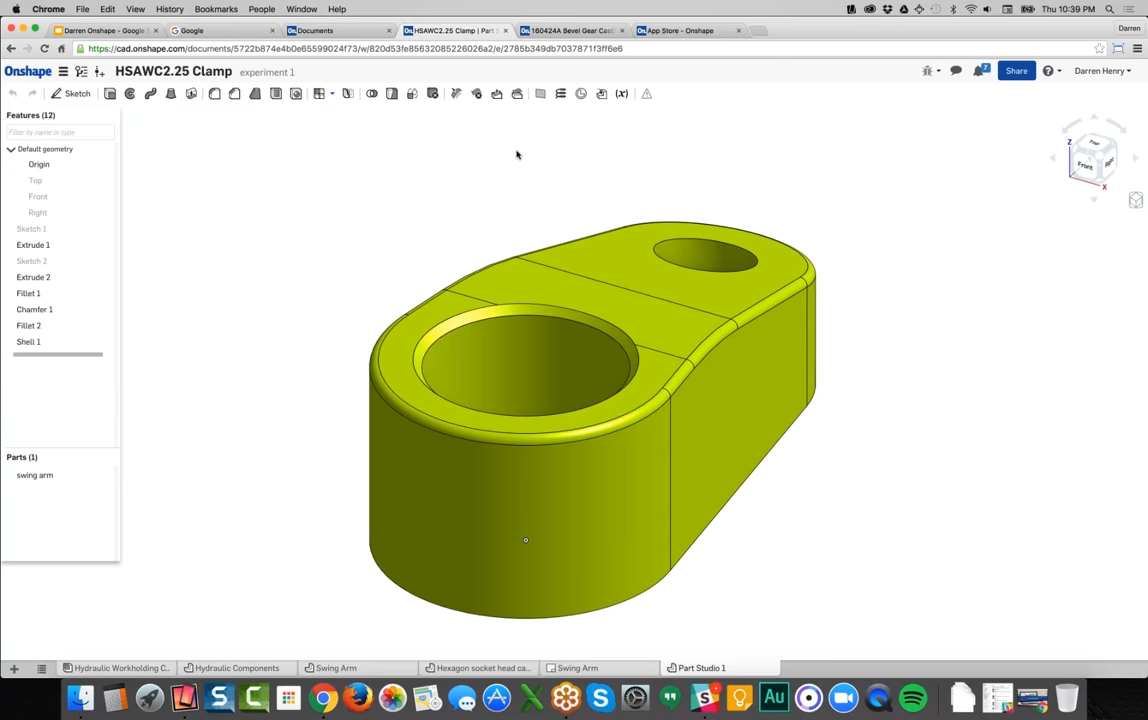 Chrome File Edit View History Bookmarks People Window Help Thu 10:39 PM
Darren Onshape - Google Google Documents HSAWC2.25 Clamp | Part S 160424A Bevel Gear Cast App Store - Onshape Darren
https://cad.onshape.com/documents/5722b874e4b0e65599024f73/w/820d53fe85632085226026a2/e/2785b349db7037871f3ff6e6
Onshape HSAWC2.25 Clamp experiment 1 7 Share ? Darren Henry
Sketch (x)
Features (12)
Filter by name or type
Default geometry
Origin
Top
Front
Right
Sketch 1
Extrude 1
Sketch 2
Extrude 2
Fillet 1
Chamfer 1
Fillet 2
Shell 1
Parts (1)
swing arm
Z
Front
Right
X
Hydraulic Workholding C... Hydraulic Components Swing Arm Hexagon socket head ca... Swing Arm Part Studio 1
S C X S Au